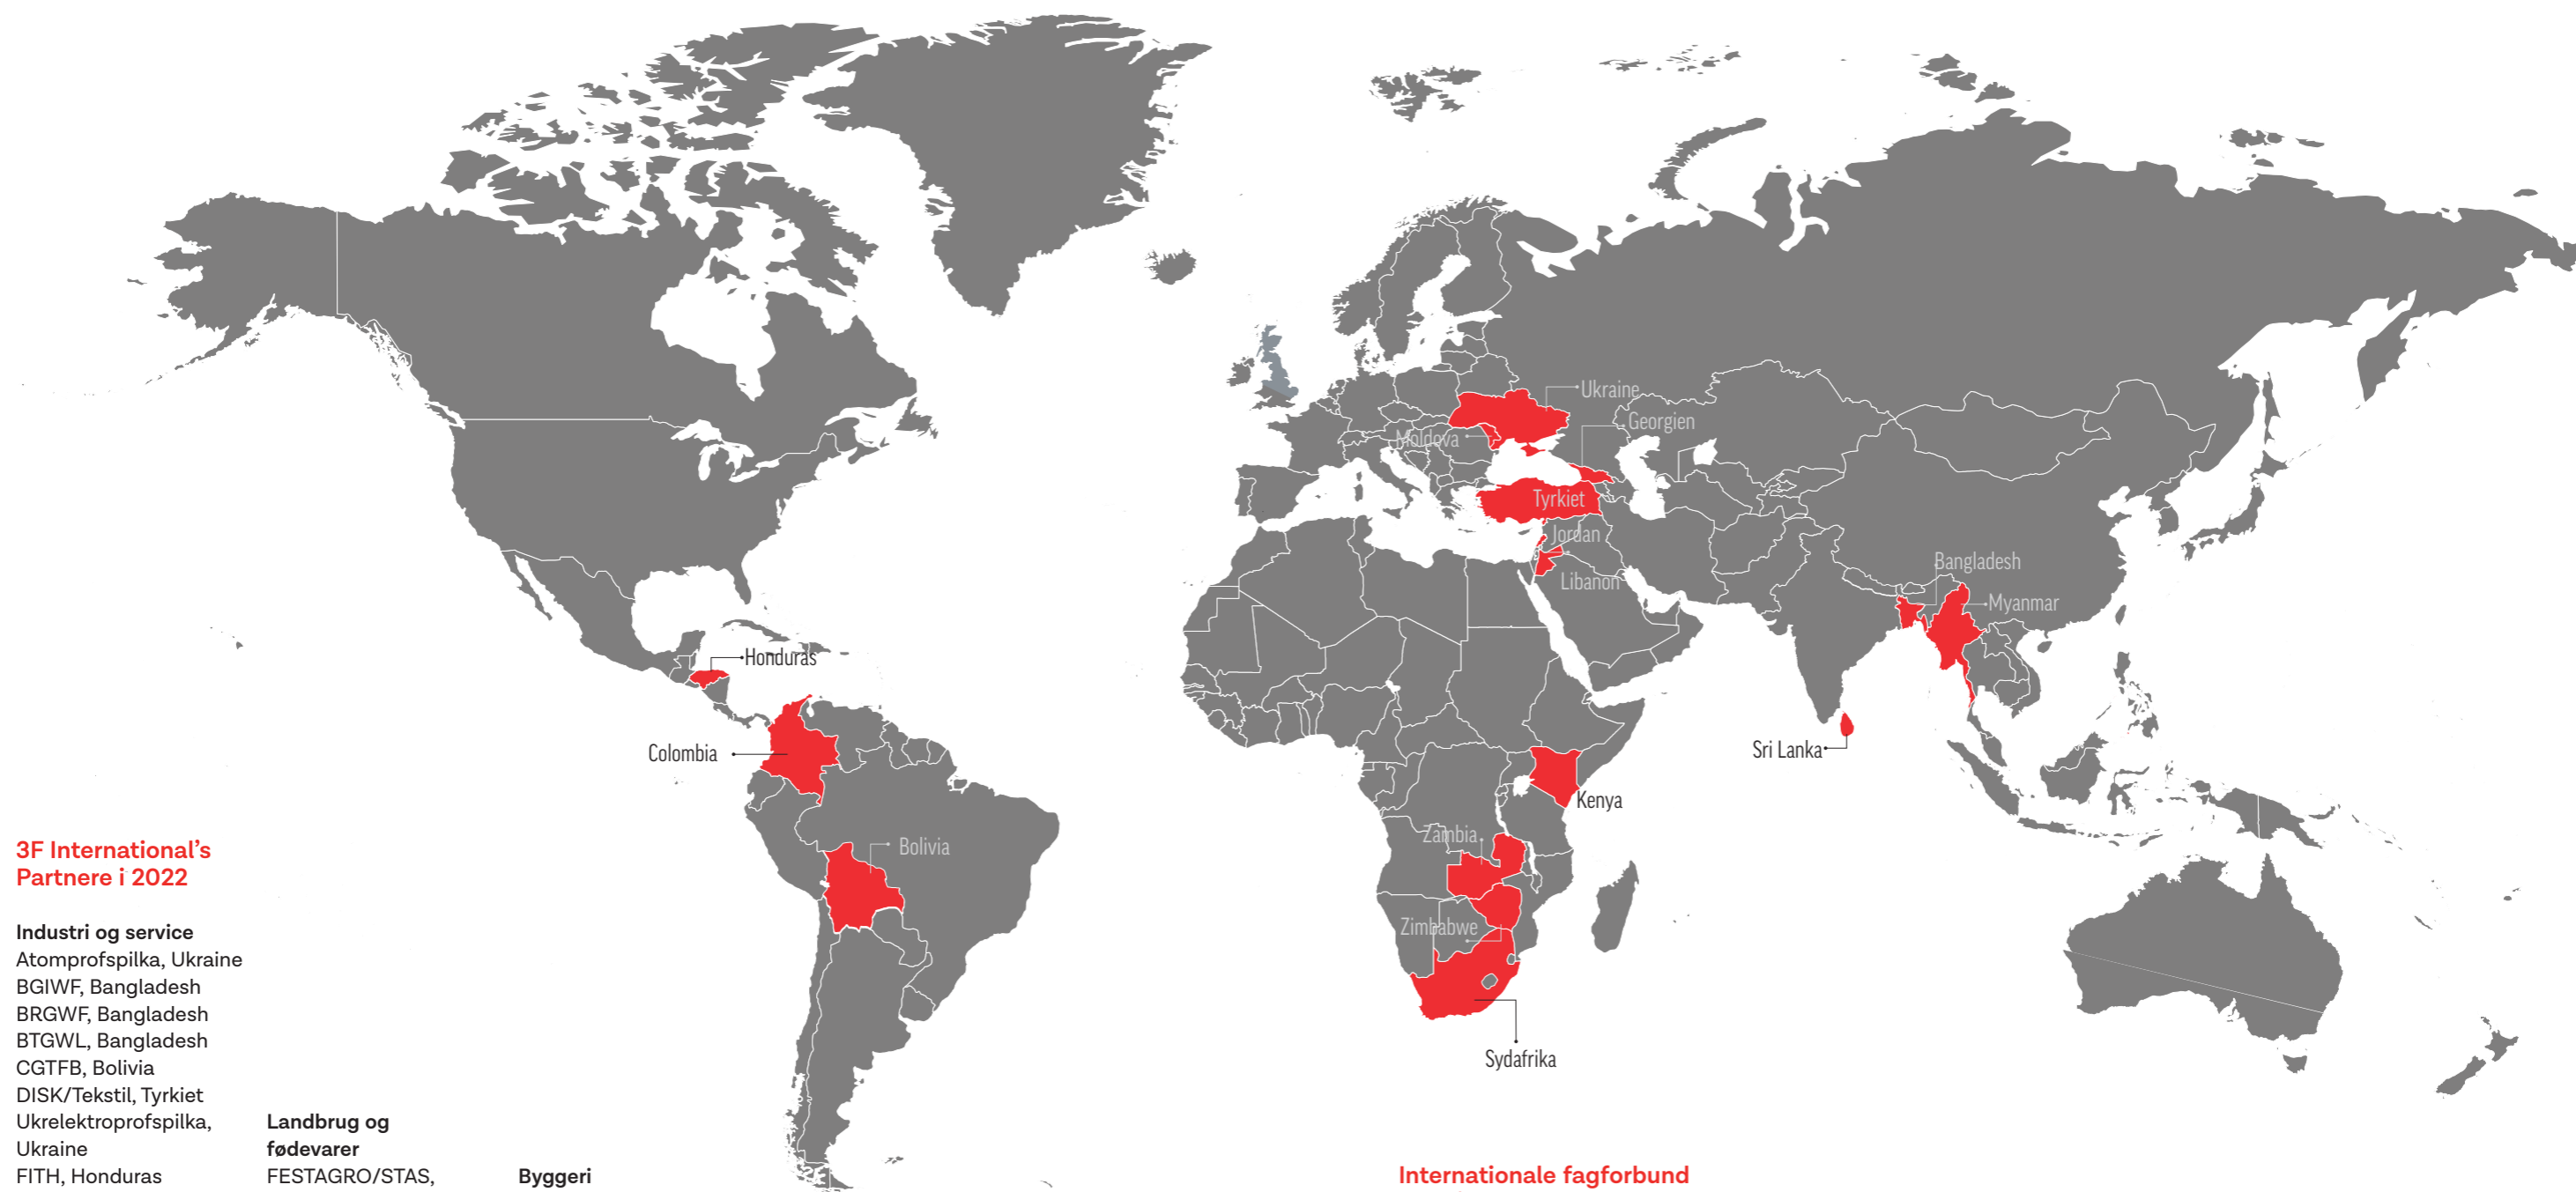 Ukraine
Georgien
Moldova
Tyrkiet
Jordan
Libanon
Bangladesh
Myanmar
Honduras
Colombia
Sri Lanka
Kenya
Zambia
Bolivia
Zimbabwe
Sydafrika
3F International’s
Partnere i 2022
Industri og service
Atomprofspilka, Ukraine
BGIWF, Bangladesh
BRGWF, Bangladesh
BTGWL, Bangladesh
CGTFB, Bolivia
DISK/Tekstil, Tyrkiet
Ukrelektroprofspilka,
Ukraine
FITH, Honduras
Landbrug og
fødevarer
FESTAGRO/STAS,
Byggeri
Internationale fagforbund